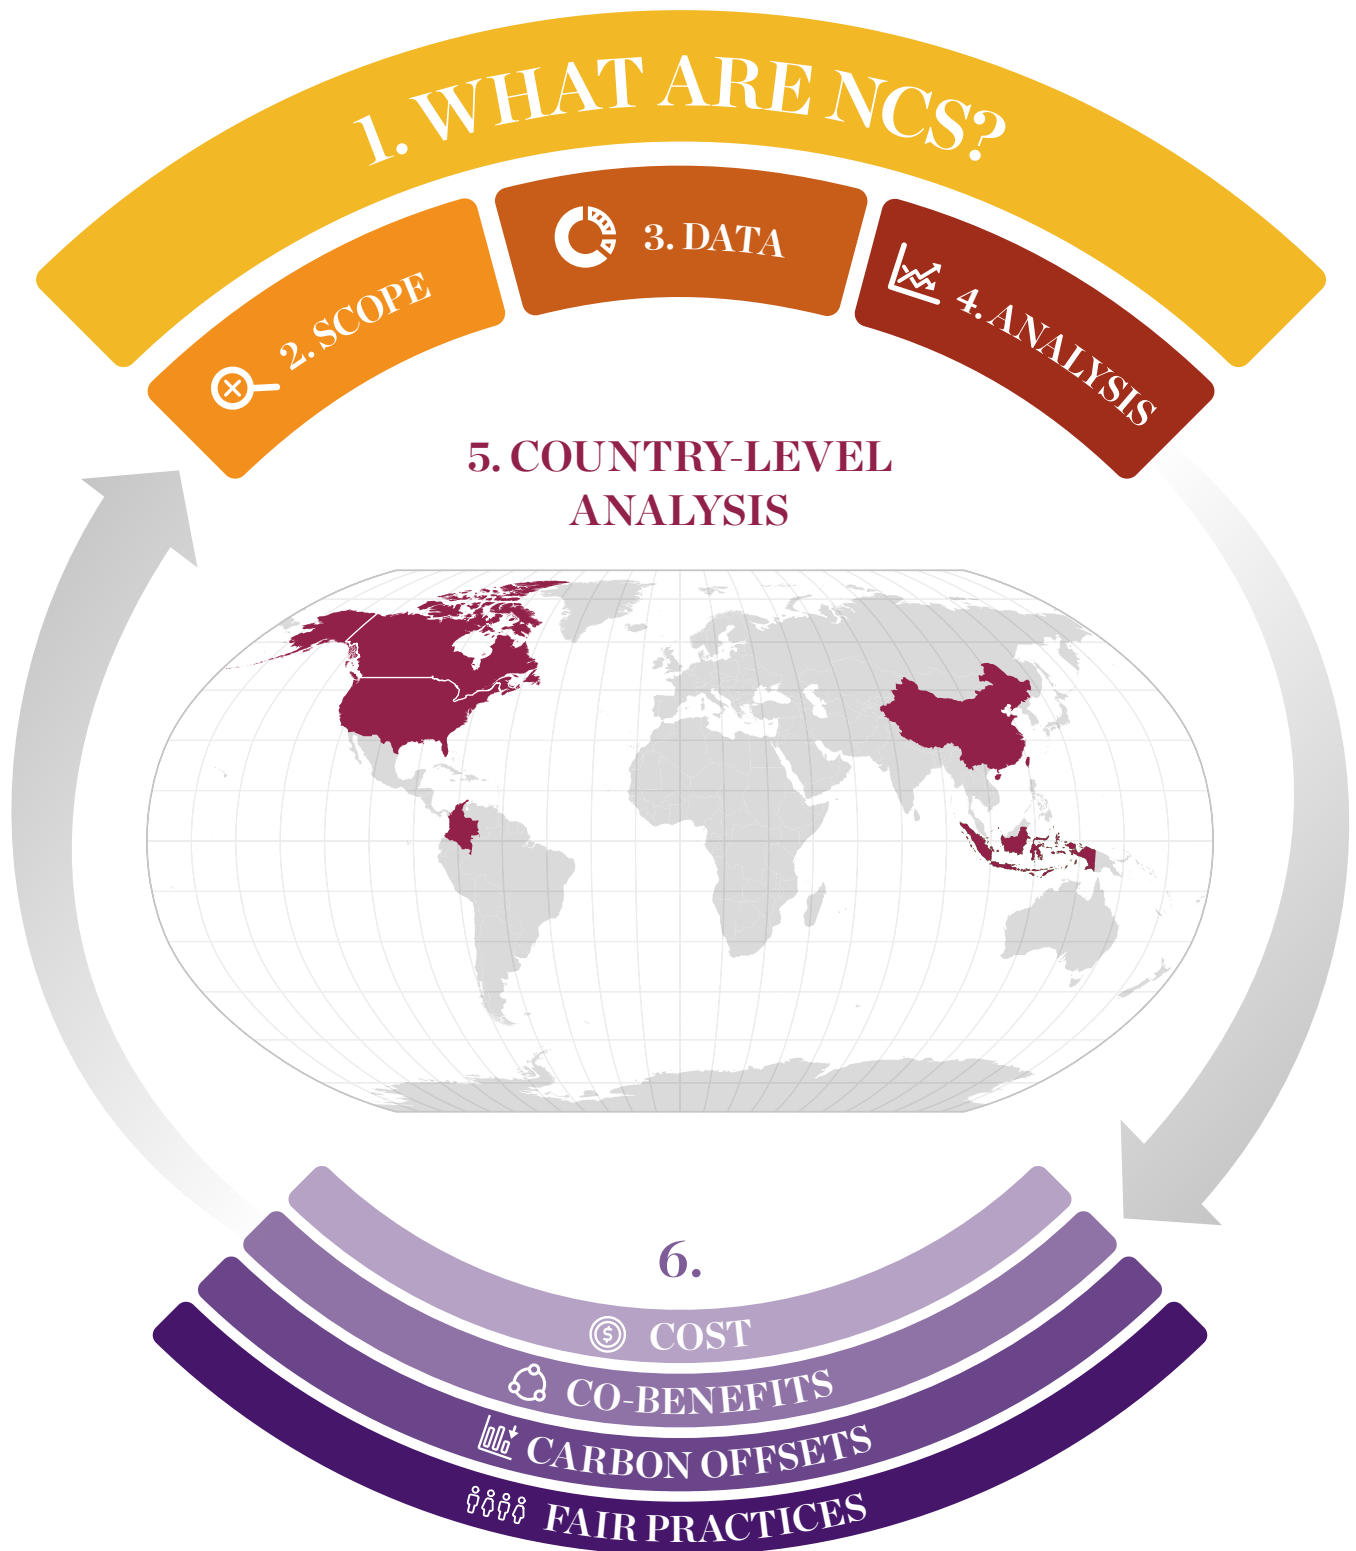 1. WHAT ARE NCS?
2. SCOPE
3. DATA
4. ANALYSIS
5. COUNTRY-LEVEL
ANALYSIS
6.
$ COST
CO-BENEFITS
CARBON OFFSETS
FAIR PRACTICES